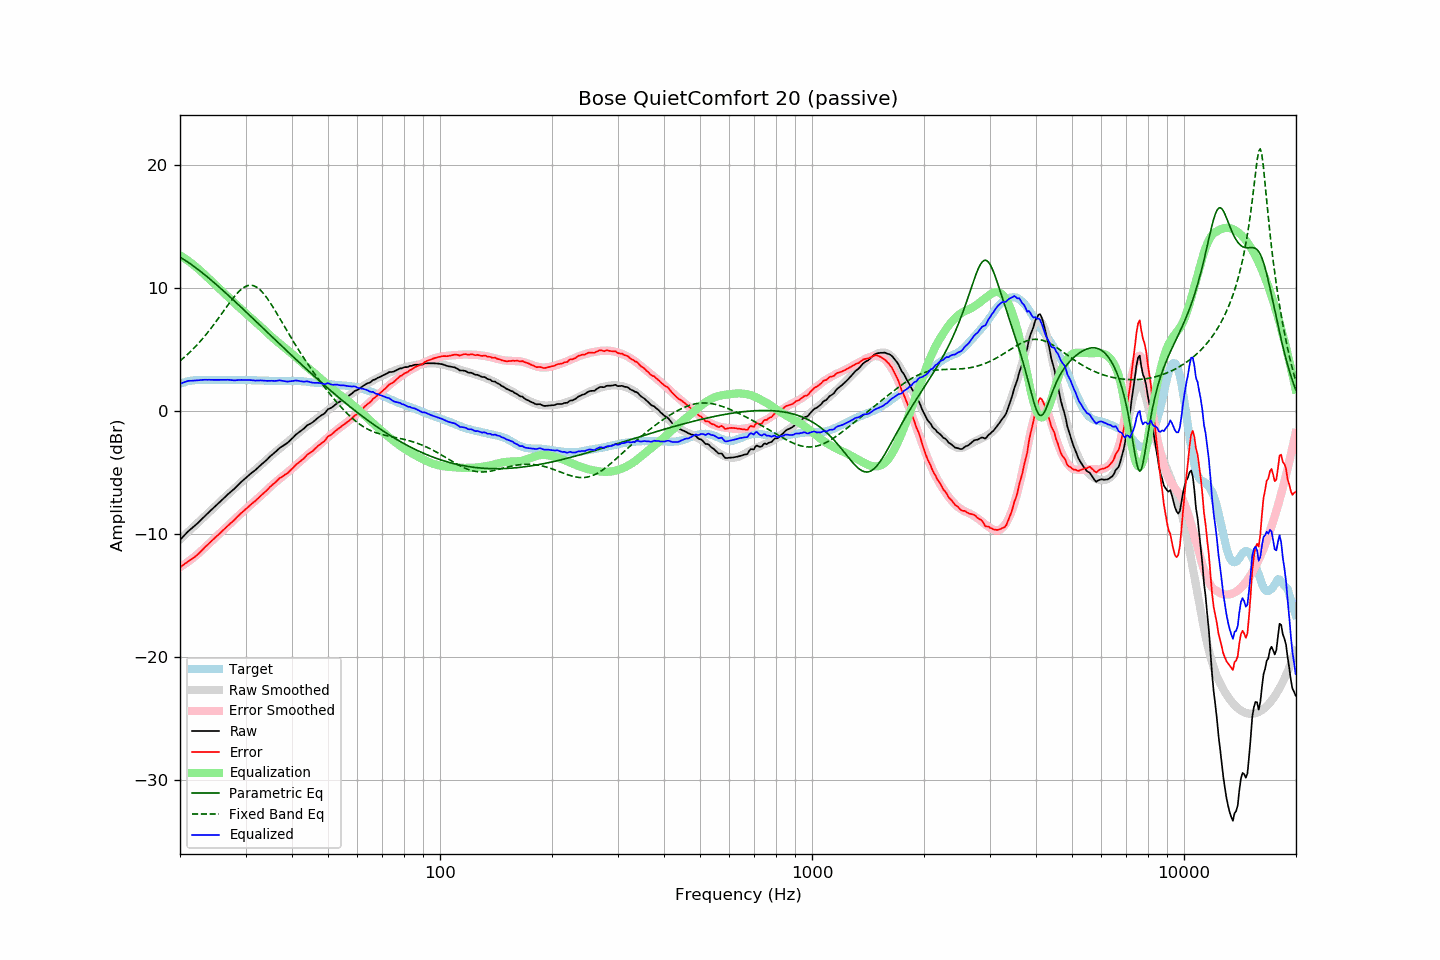 Bose QuietComfort 20 (passive)
Amplitude (dBr)
20
10
0
−10
−20
−30
Target
Raw Smoothed
Error Smoothed
Raw
Error
Equalization
Parametric Eq
Fixed Band Eq
Equalized
100
1000
10000
Frequency (Hz)